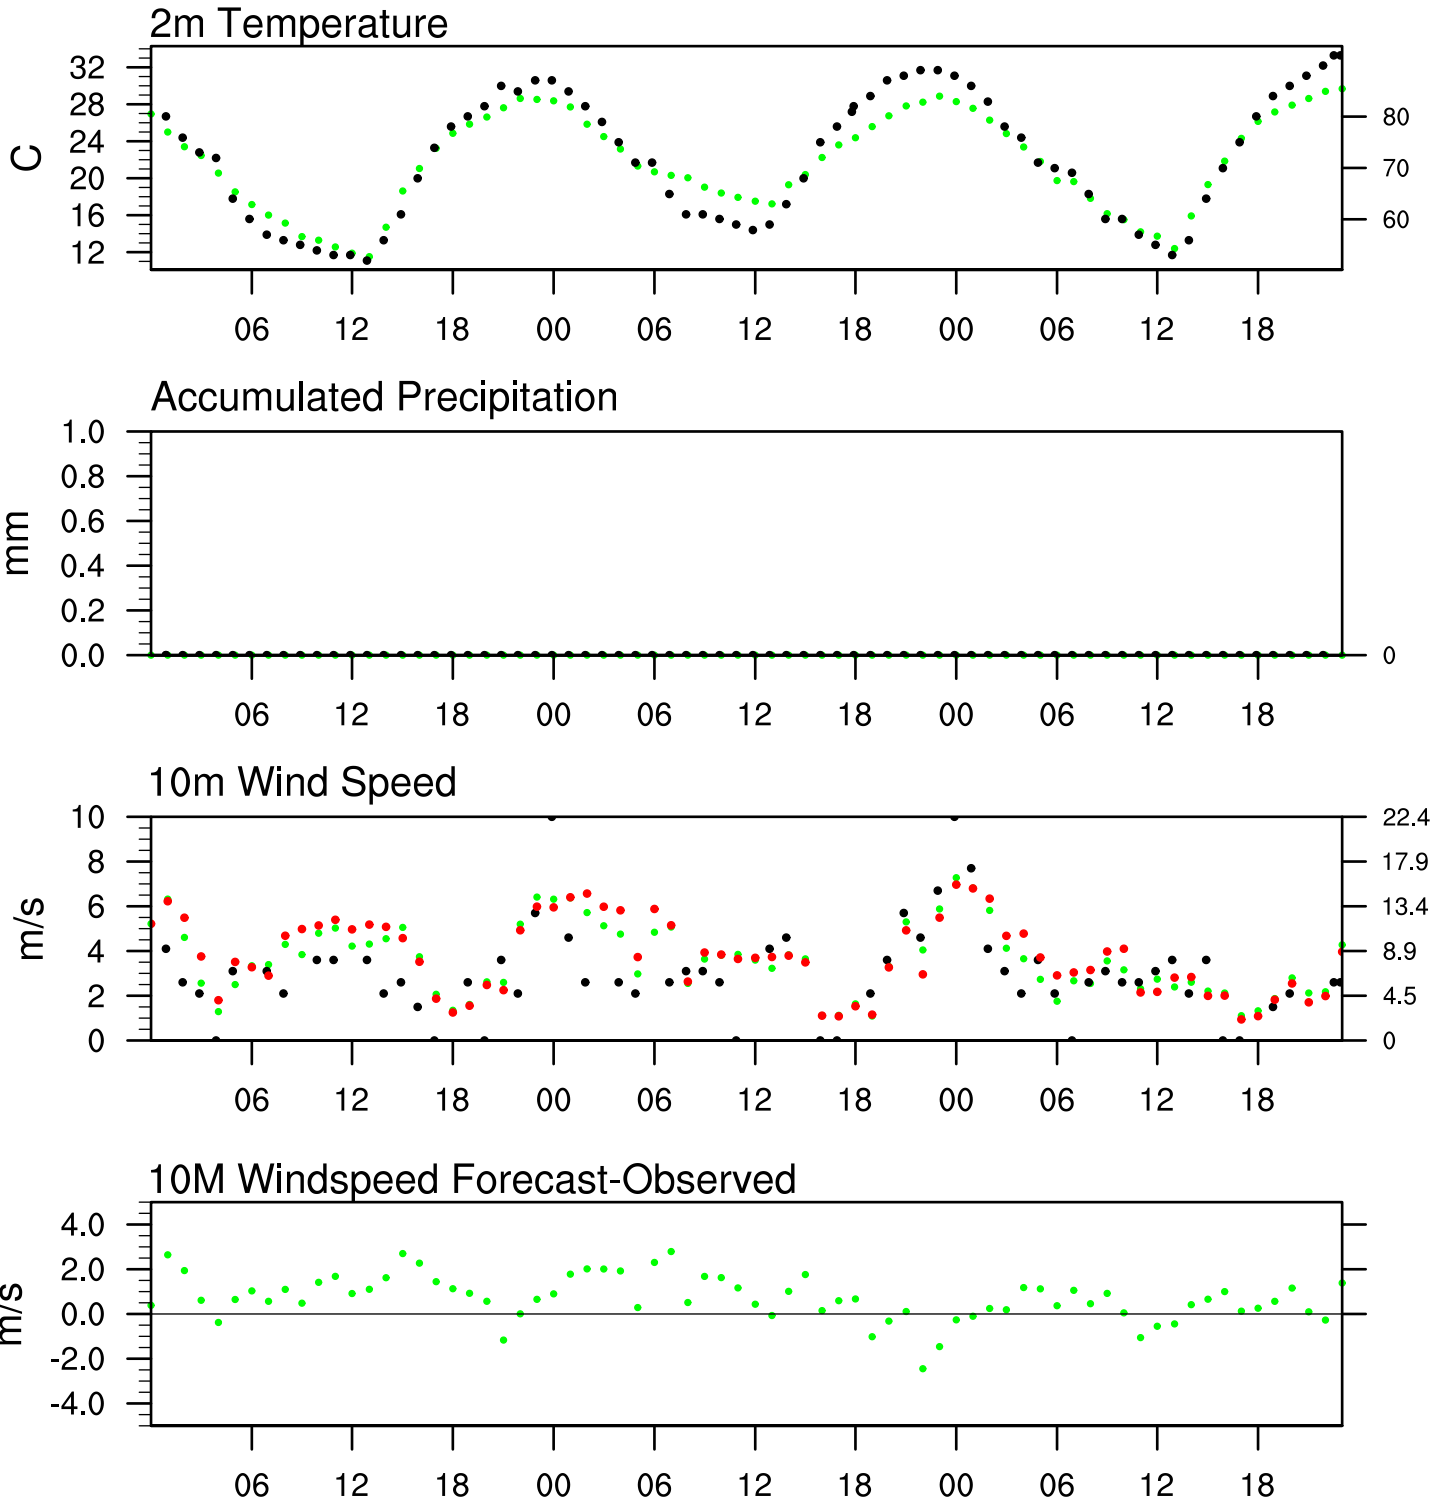 2m Temperature
32
28
24
20
16
12
C
80
70
60
06 12 18 00 06 12 18 00 06 12 18
Accumulated Precipitation
1.0
0.8
0.6
0.4
0.2
0.0
mm
0
06 12 18 00 06 12 18 00 06 12 18
10m Wind Speed
10
8
6
4
2
0
m/s
22.4
17.9
13.4
8.9
4.5
0
06 12 18 00 06 12 18 00 06 12 18
10M Windspeed Forecast-Observed
4.0
2.0
0.0
-2.0
-4.0
m/s
06 12 18 00 06 12 18 00 06 12 18